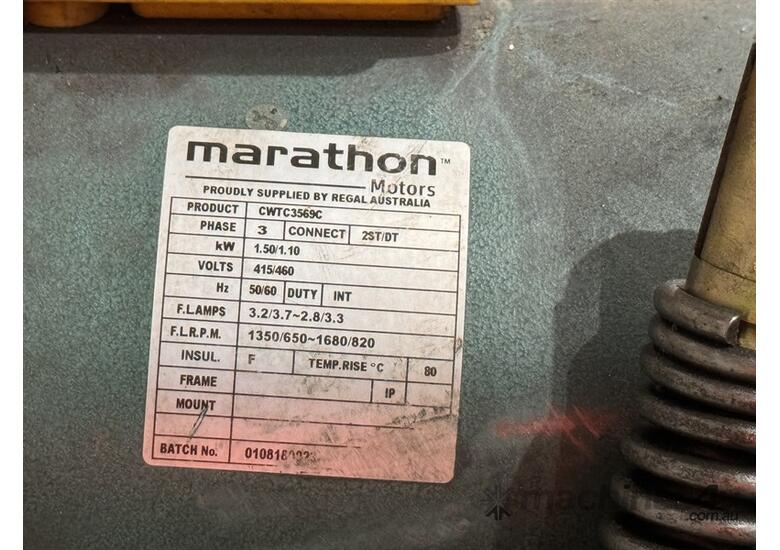 marathon™
Motors
PROUDLY SUPPLIED BY REGAL AUSTRALIA
PRODUCT CWTC3569C
PHASE 3 CONNECT 2ST/DT
kW 1.50/1.10
VOLTS 415/460
Hz 50/60 DUTY INT
F.L.AMPS 3.2/3.7~2.8/3.3
F.L.R.P.M. 1350/650~1680/820
INSUL. F TEMP.RISE °C 80
FRAME IP
MOUNT
BATCH No.
.com.au